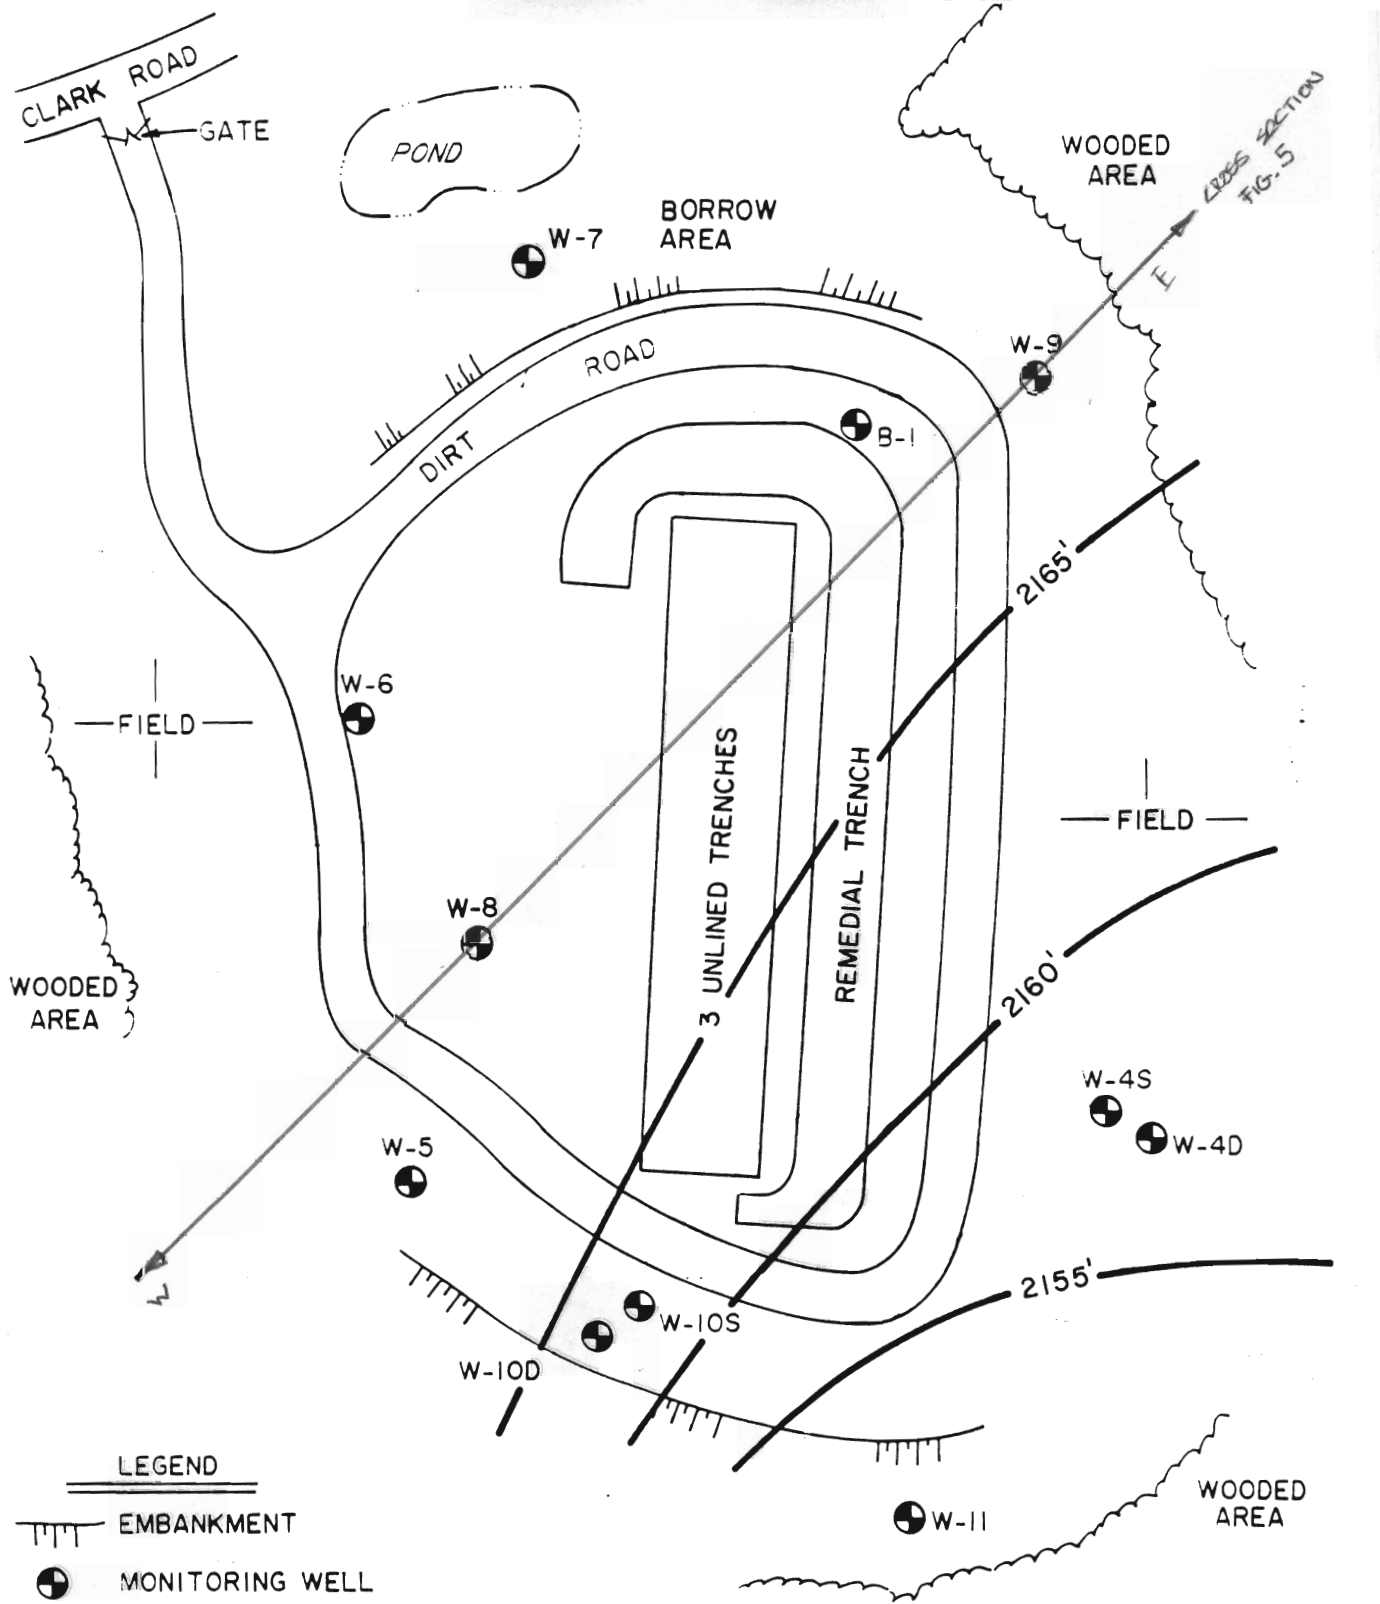 CLARK ROAD
GATE
POND
WOODED
AREA
CROSS SECTION
FIG. 5
E
BORROW
AREA
W-7
W-9
ROAD
DIRT
B-1
2165'
W-6
FIELD
3 UNLINED TRENCHES
REMEDIAL TRENCH
FIELD
W-8
2160'
WOODED
AREA
W-4S
W-4D
W-5
W
2155'
W-10S
W-10D
LEGEND
EMBANKMENT
MONITORING WELL
W-11
WOODED
AREA